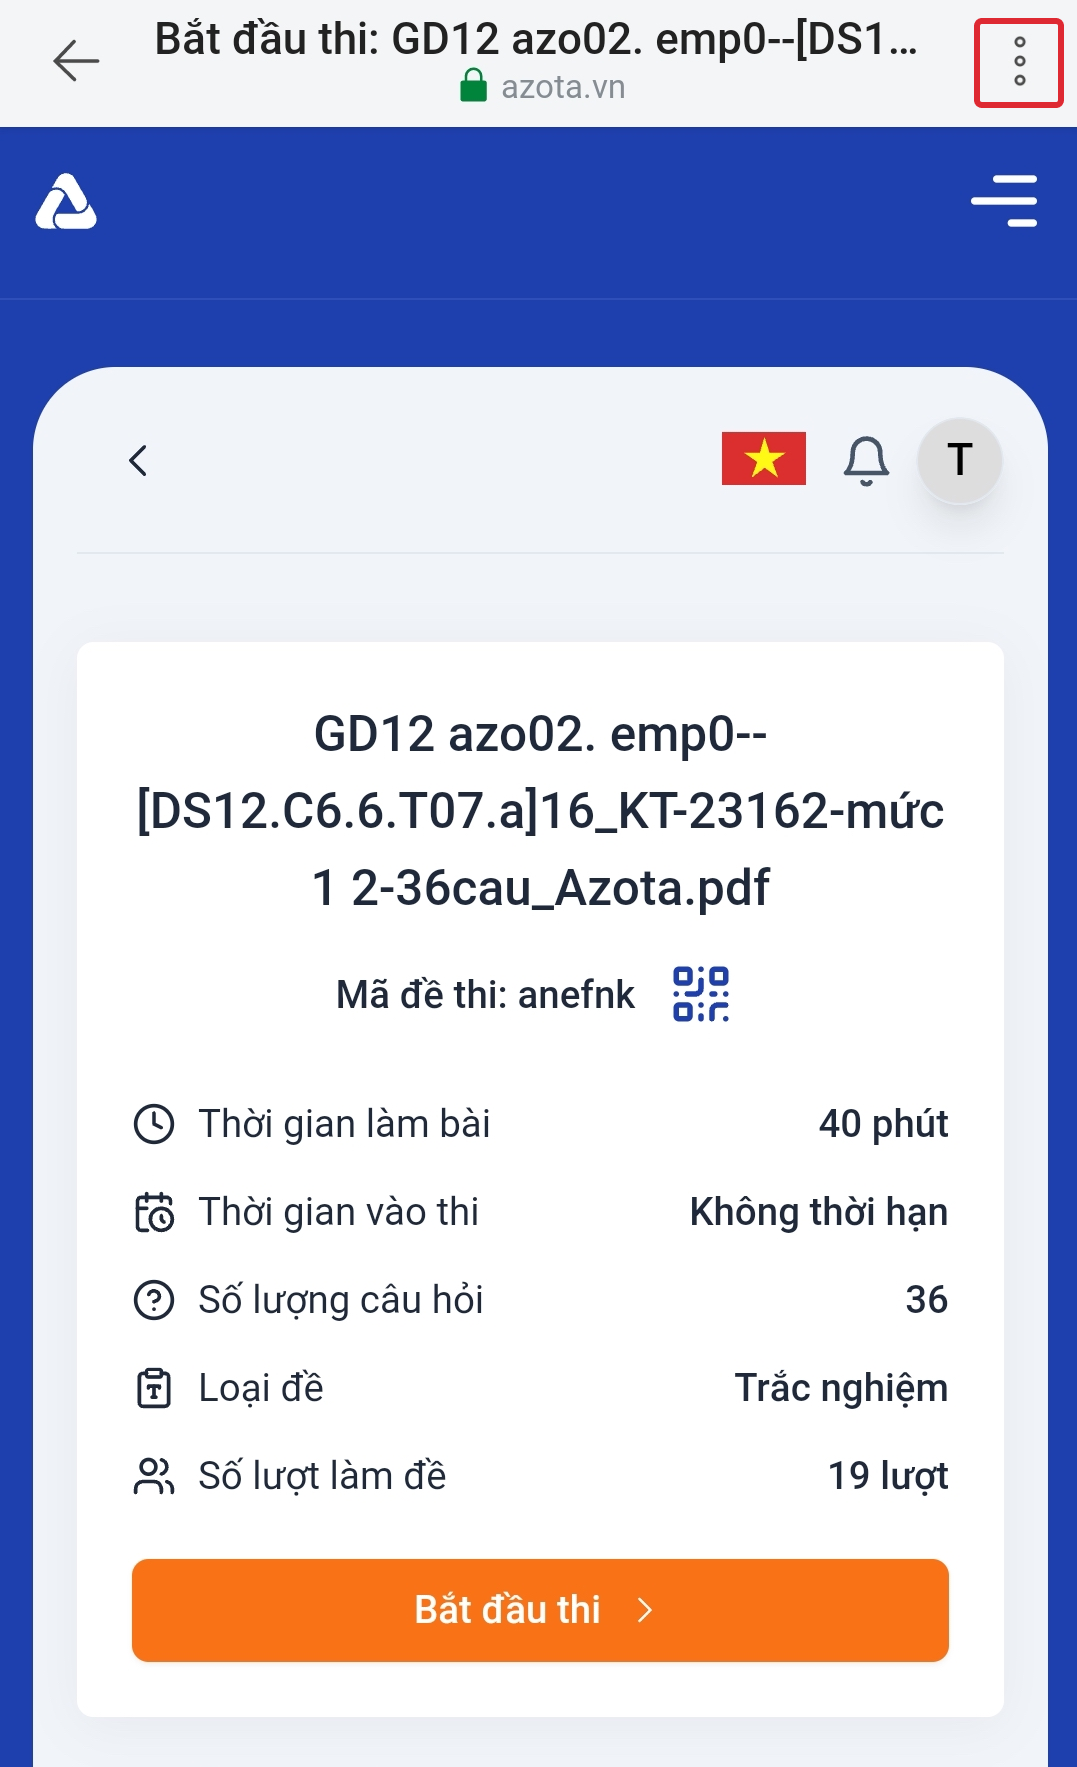 Bắt đầu thi: GD12 azo02. emp0--[DS1...
azota.vn
T
GD12 azo02. emp0--
[DS12.C6.6.T07.a]16_KT-23162-mức
1 2-36cau_Azota.pdf
Mã đề thi: anefnk
Thời gian làm bài 40 phút
Thời gian vào thi Không thời hạn
Số lượng câu hỏi 36
Loại đề Trắc nghiệm
Số lượt làm đề 19 lượt
Bắt đầu thi